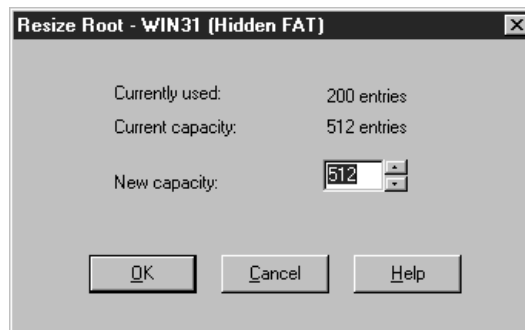 Resize Root - WIN31 (Hidden FAT)
Currently used: 200 entries
Current capacity: 512 entries
New capacity: 512
OK Cancel Help